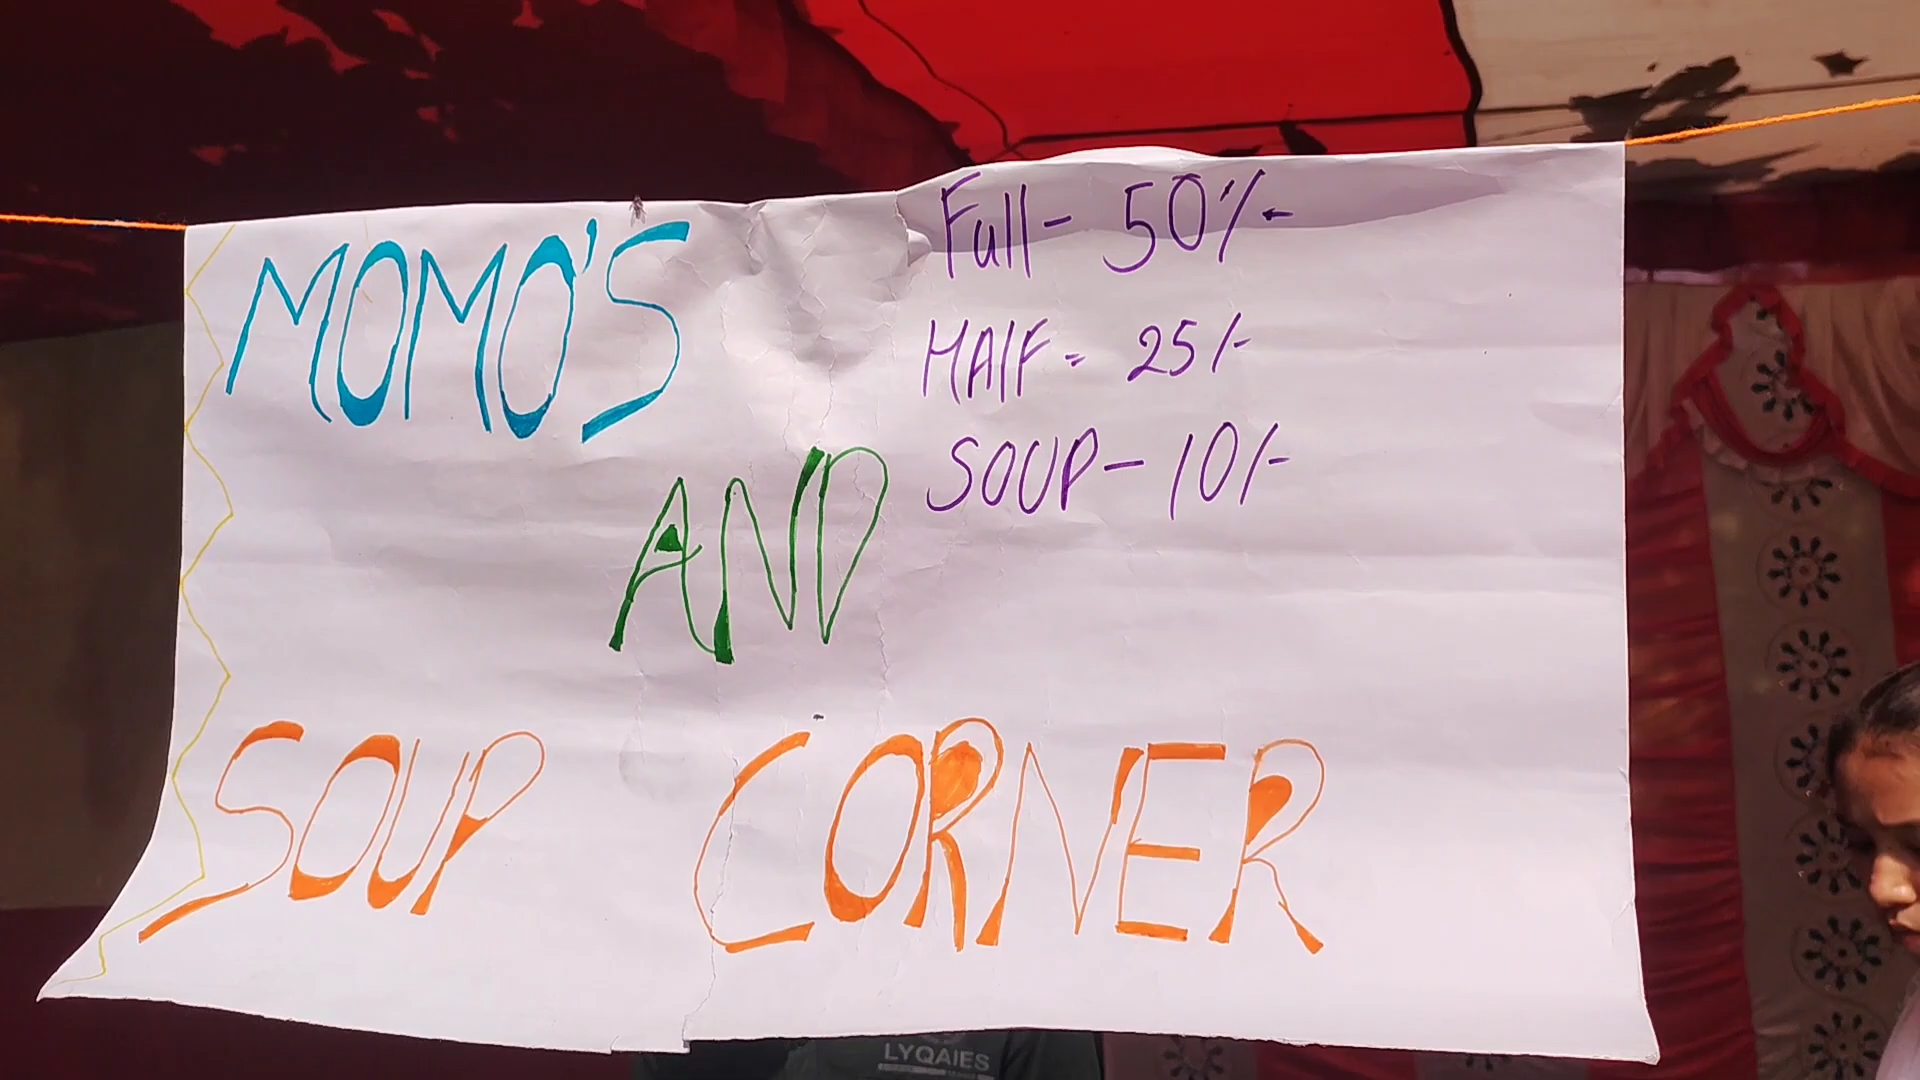 MOMO'S
AND
SOUP CORNER
Full - 50/-
HAlF = 25/-
SOUP - 10/-
LYQAIES